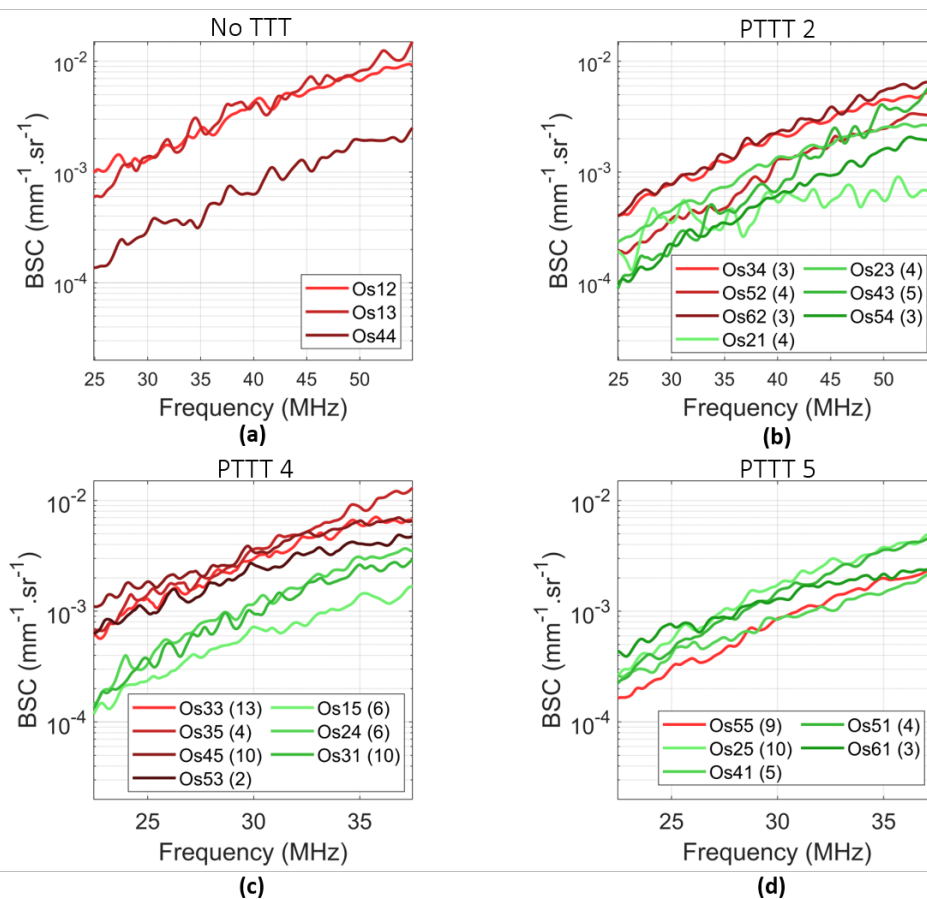 No TTT
10⁻²
10⁻³
10⁻⁴
BSC (mm⁻¹.sr⁻¹)
Os12
Os13
Os44
25 30 35 40 45 50
Frequency (MHz)
(a)
PTTT 2
10⁻²
10⁻³
10⁻⁴
BSC (mm⁻¹.sr⁻¹)
Os34 (3) Os23 (4)
Os52 (4) Os43 (5)
Os62 (3) Os54 (3)
Os21 (4)
25 30 35 40 45 50
Frequency (MHz)
(b)
PTTT 4
10⁻²
10⁻³
10⁻⁴
BSC (mm⁻¹.sr⁻¹)
Os33 (13) Os15 (6)
Os35 (4) Os24 (6)
Os45 (10) Os31 (10)
Os53 (2)
25 30 35
Frequency (MHz)
(c)
PTTT 5
10⁻²
10⁻³
10⁻⁴
BSC (mm⁻¹.sr⁻¹)
Os55 (9) Os51 (4)
Os25 (10) Os61 (3)
Os41 (5)
25 30 35
Frequency (MHz)
(d)